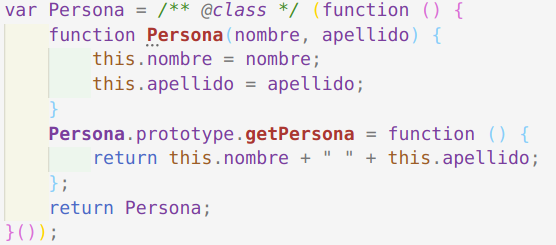 var Persona = /** @class */ (function () {
    function Persona(nombre, apellido) {
        this.nombre = nombre;
        this.apellido = apellido;
    }
    Persona.prototype.getPersona = function () {
        return this.nombre + " " + this.apellido;
    };
    return Persona;
}());